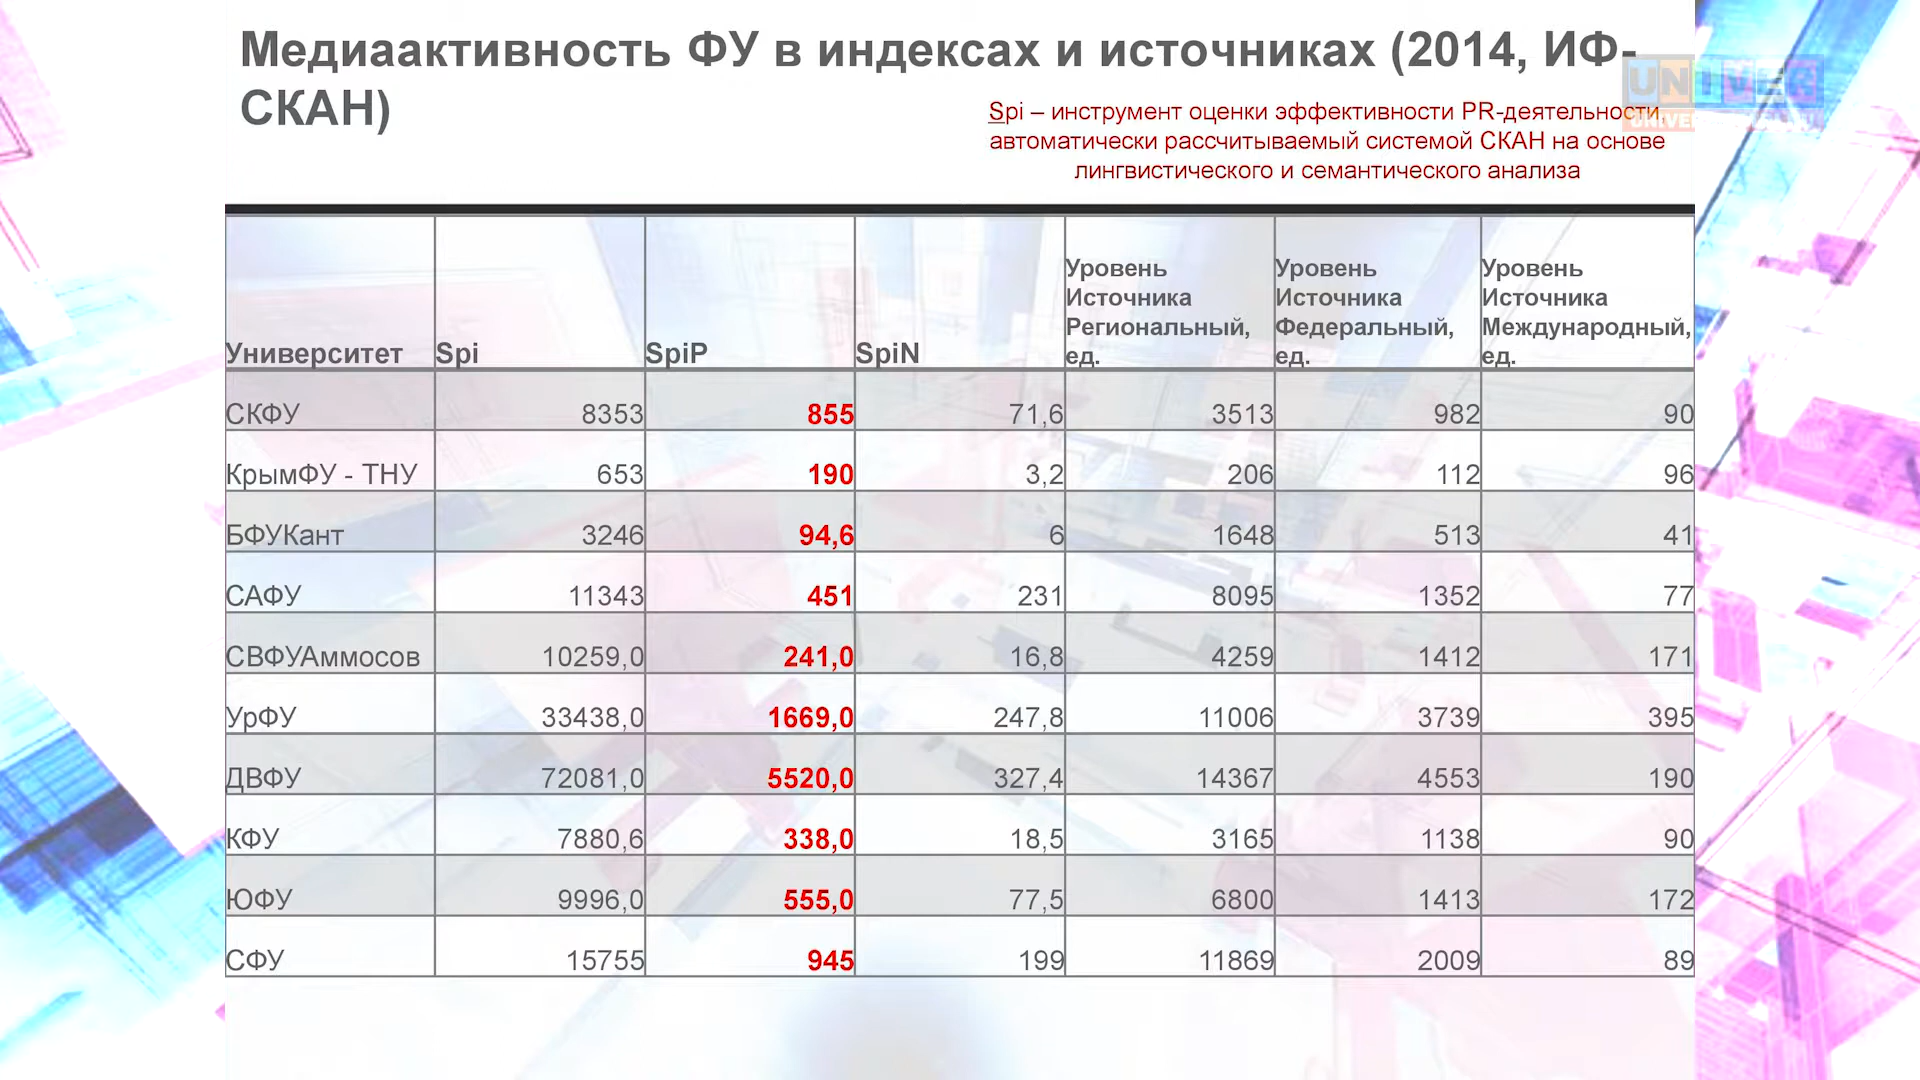 Медиаактивность ФУ в индексах и источниках (2014, ИФ-
СКАН)
UNIVER
Spi – инструмент оценки эффективности PR-деятельности,
автоматически рассчитываемый системой СКАН на основе
лингвистического и семантического анализа
Университет Spi SpiP SpiN Уровень Источника Региональный, ед. Уровень Источника Федеральный, ед. Уровень Источника Международный, ед.
СКФУ 8353 855 71,6 3513 982 90
КрымФУ - ТНУ 653 190 3,2 206 112 96
БФУКант 3246 94,6 6 1648 513 41
САФУ 11343 451 231 8095 1352 77
СВФУАммосов 10259,0 241,0 16,8 4259 1412 171
УрФУ 33438,0 1669,0 247,8 11006 3739 395
ДВФУ 72081,0 5520,0 327,4 14367 4553 190
КФУ 7880,6 338,0 18,5 3165 1138 90
ЮФУ 9996,0 555,0 77,5 6800 1413 172
СФУ 15755 945 199 11869 2009 89